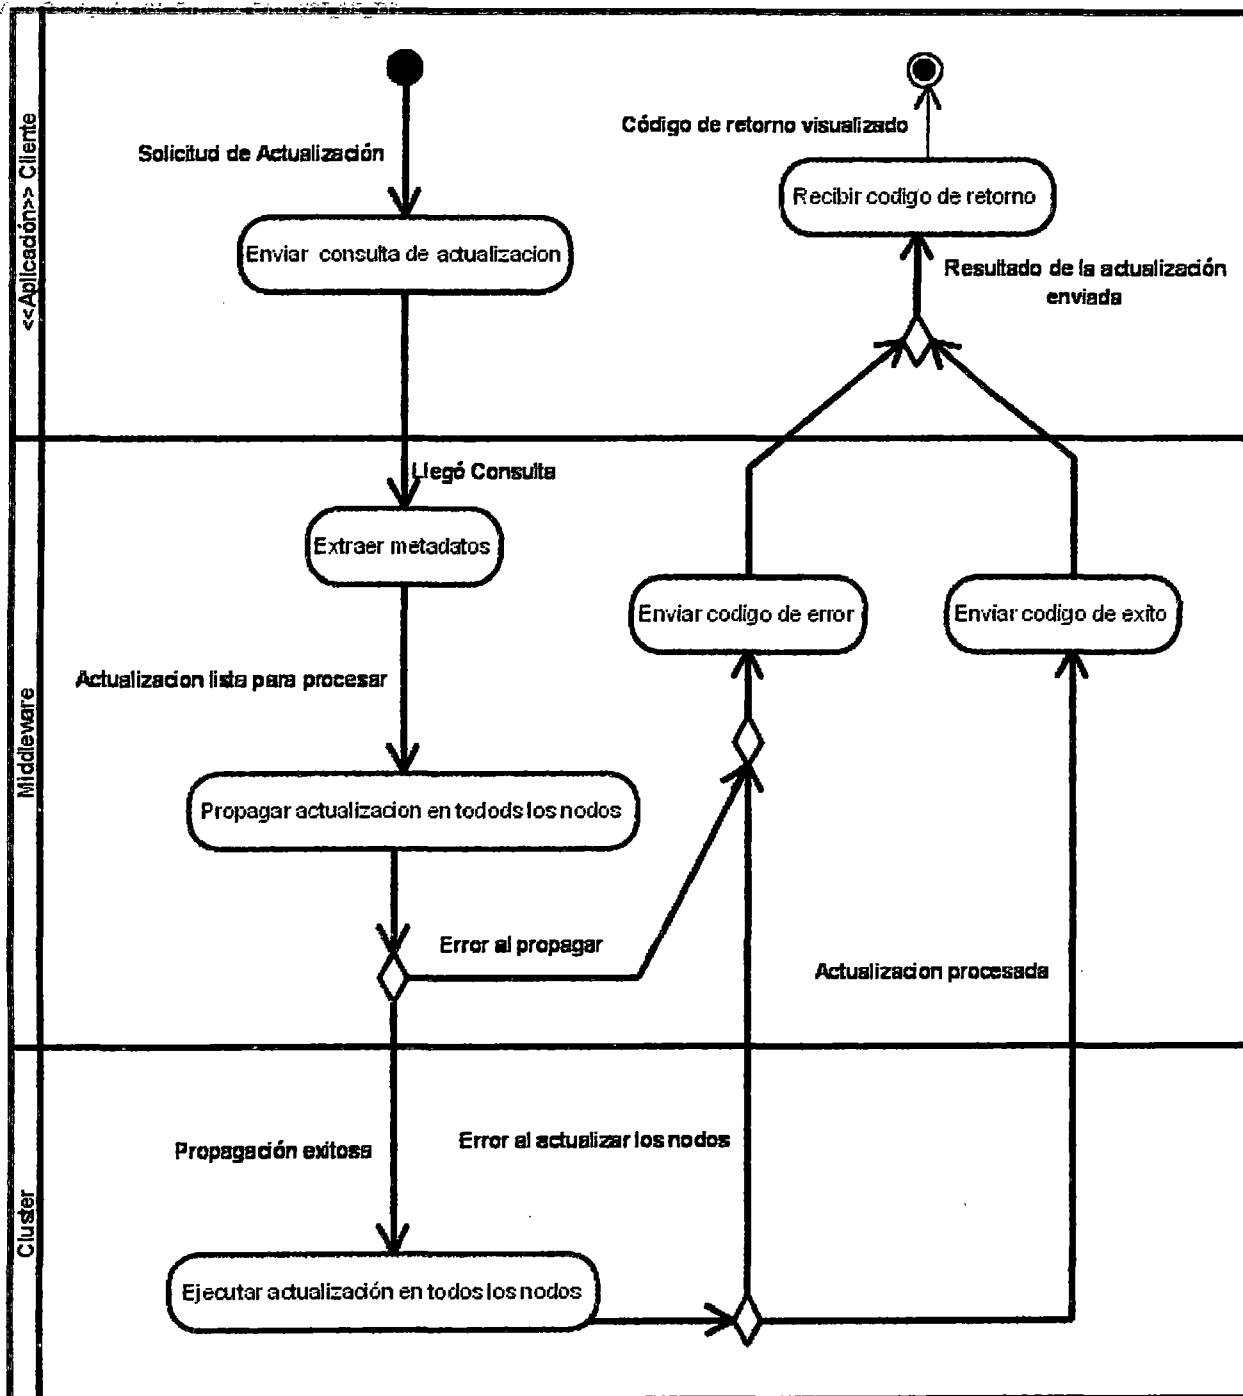 <<Aplicación>> Cliente
Solicitud de Actualización
Código de retorno visualizado
Recibir codigo de retorno
Enviar consulta de actualizacion
Resultado de la actualización
enviada
Middleware
Llegó Consulta
Extraer metadatos
Enviar codigo de error
Enviar codigo de exito
Actualizacion lista para procesar
Propagar actualizacion en todods los nodos
Error al propagar
Actualizacion procesada
Cluster
Propagación exitosa
Error al actualizar los nodos
Ejecutar actualización en todos los nodos